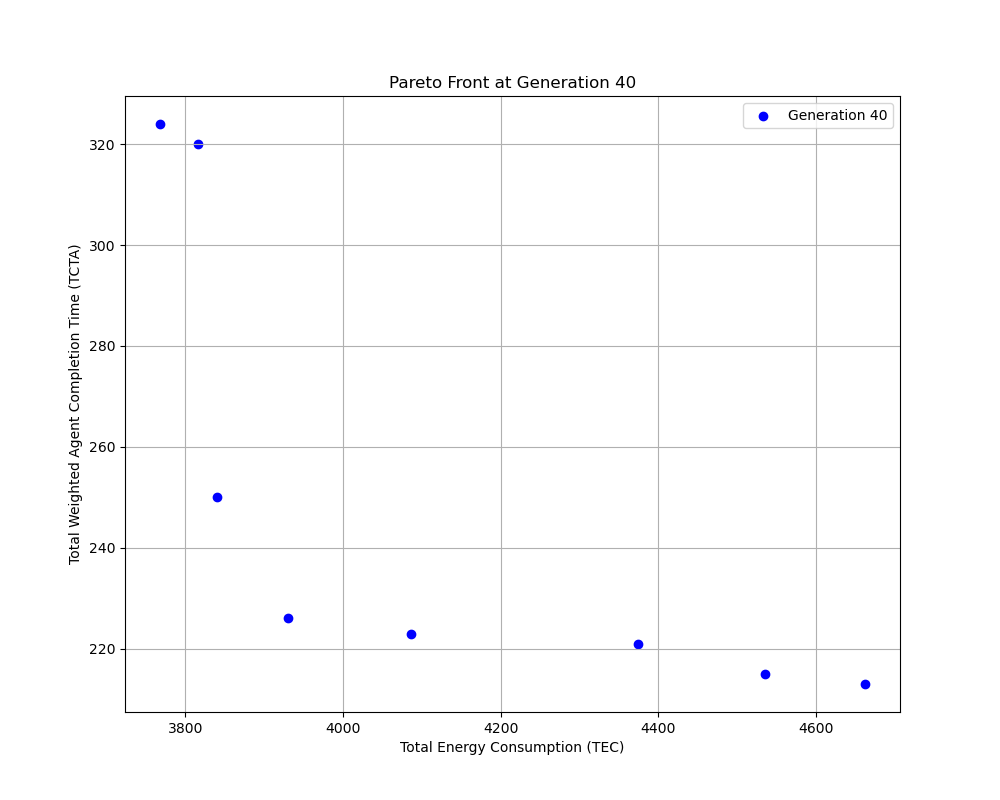 Pareto Front at Generation 40
Generation 40
Total Weighted Agent Completion Time (TCTA)
320
300
280
260
240
220
3800
4000
4200
4400
4600
Total Energy Consumption (TEC)